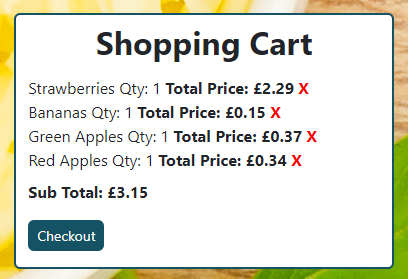 Shopping Cart
Strawberries Qty: 1 Total Price: £2.29 X
Bananas Qty: 1 Total Price: £0.15 X
Green Apples Qty: 1 Total Price: £0.37 X
Red Apples Qty: 1 Total Price: £0.34 X
Sub Total: £3.15
Checkout